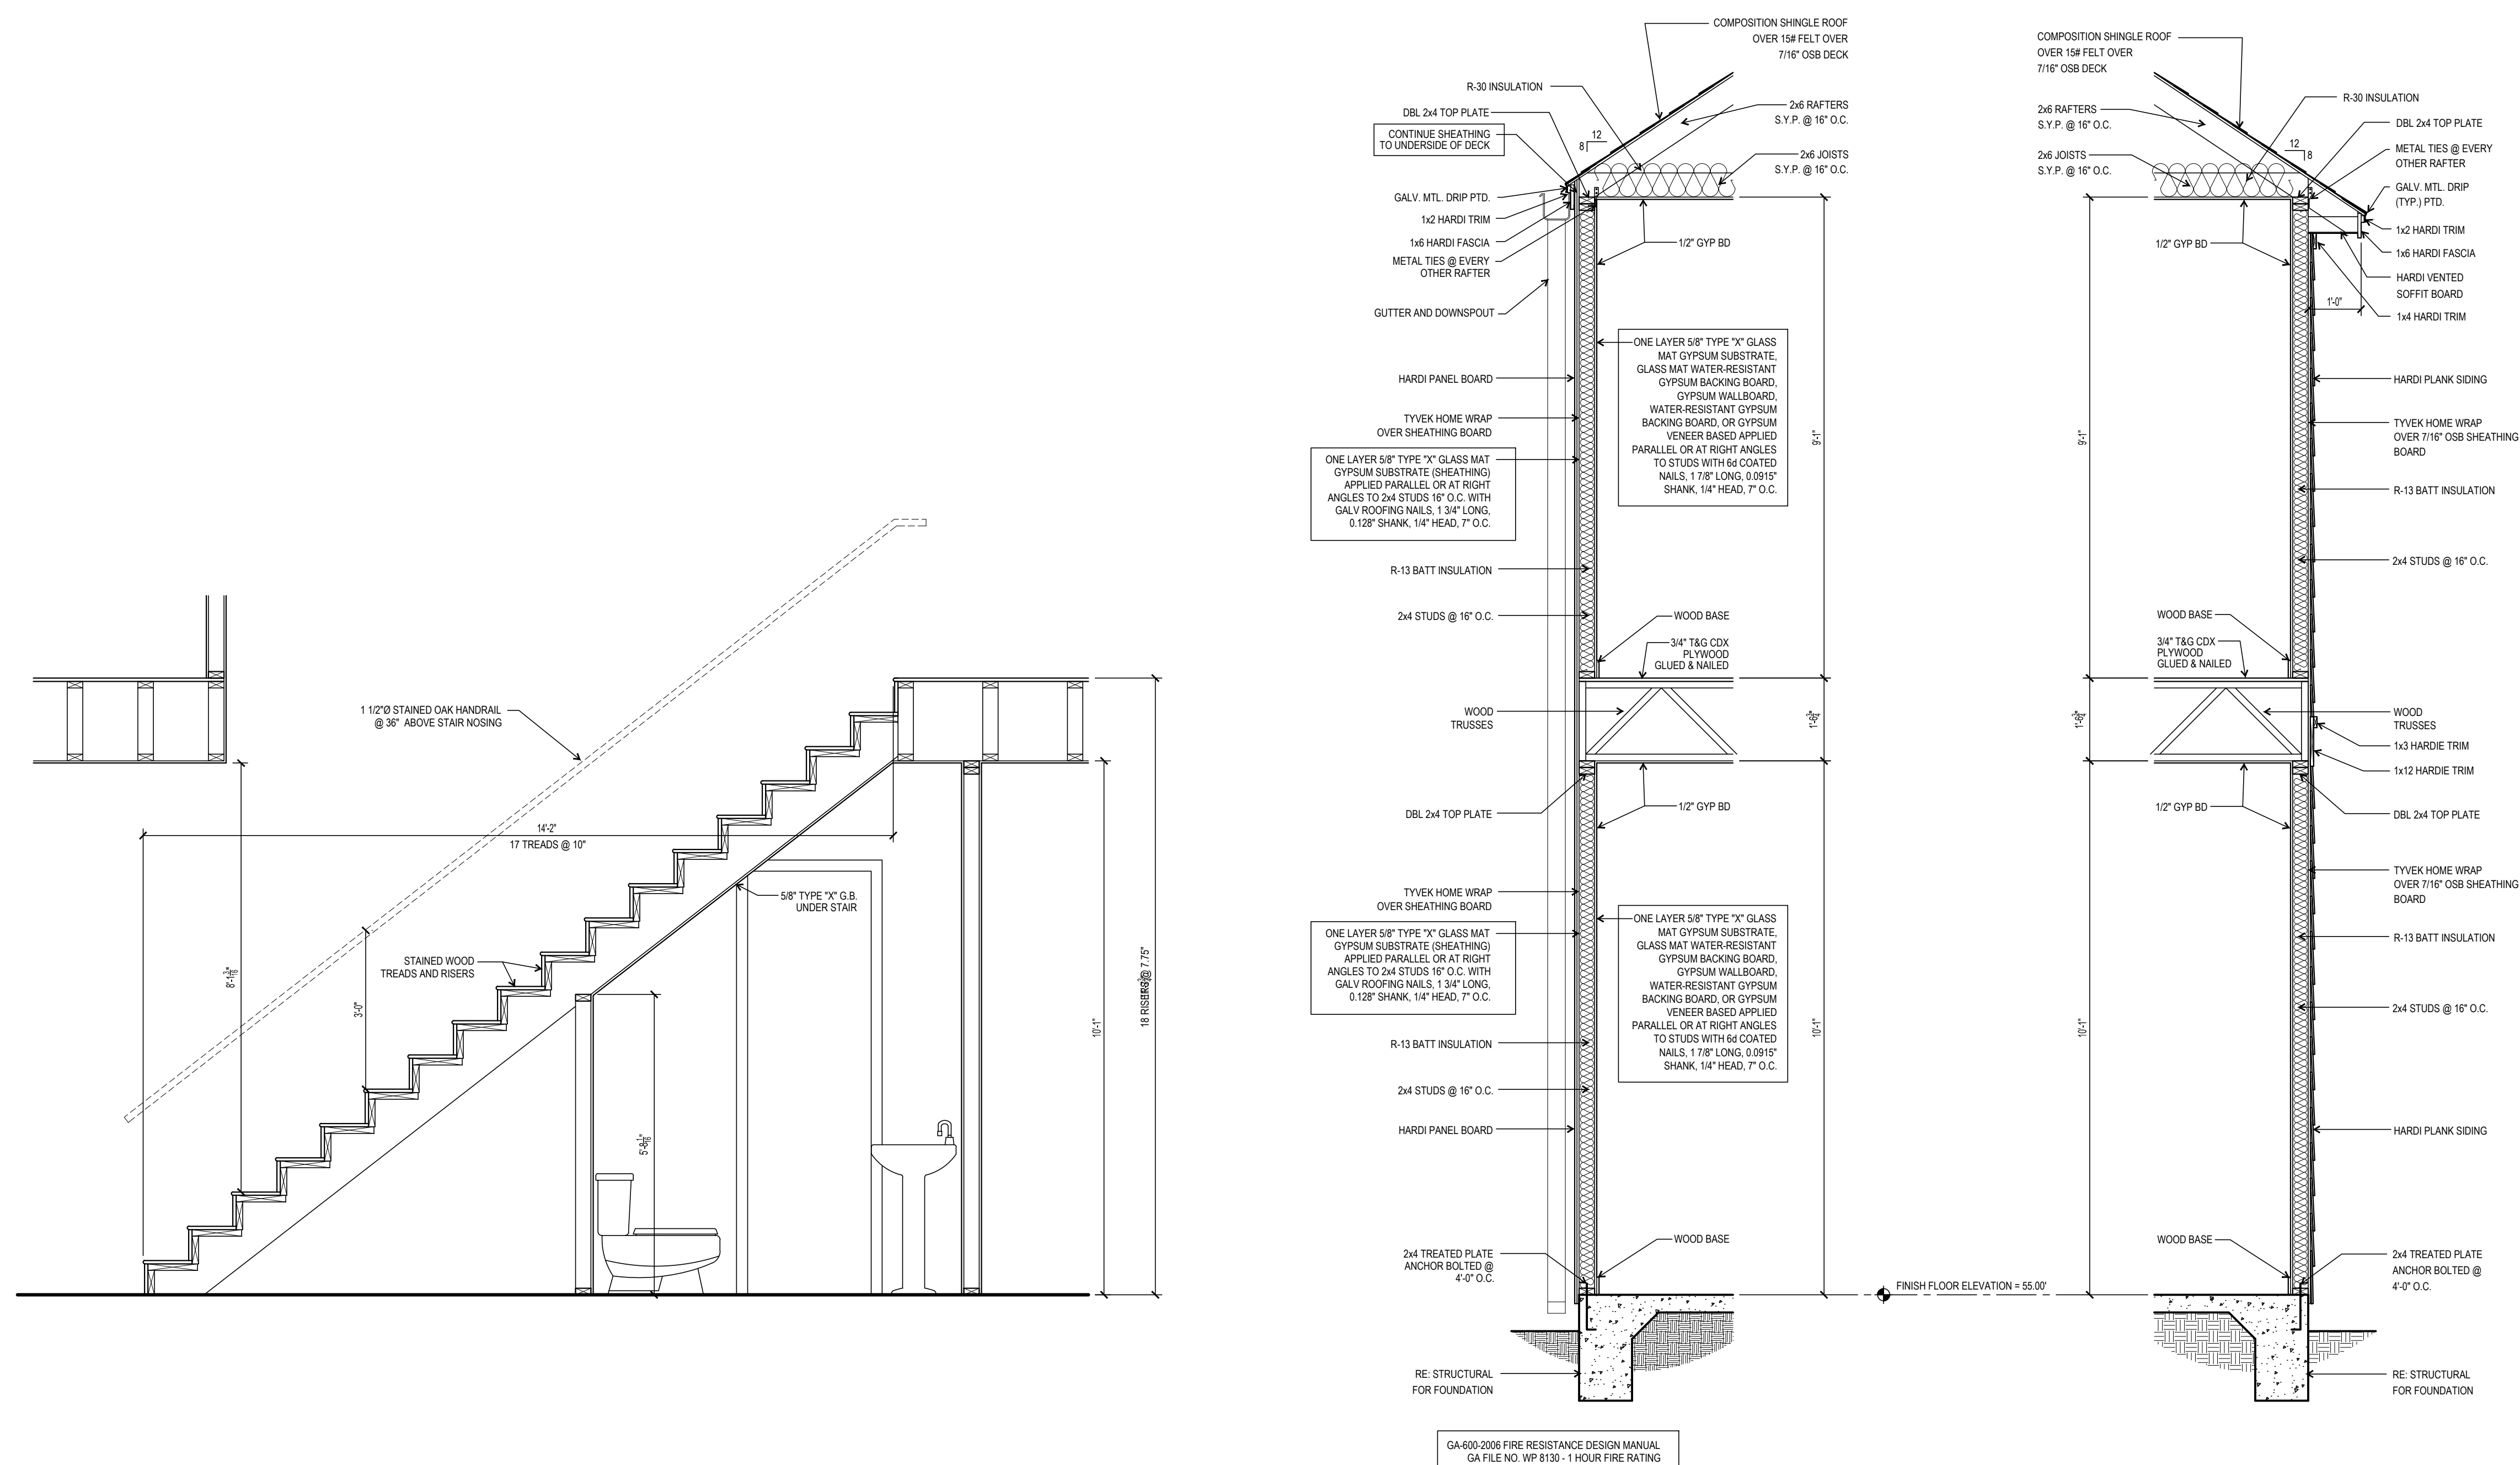 1 1/2"Ø STAINED OAK HANDRAIL
@ 36" ABOVE STAIR NOSING
14'-2"
17 TREADS @ 10"
5/8" TYPE "X" G.B.
UNDER STAIR
STAINED WOOD
TREADS AND RISERS
8'-1 3/16"
3'-0"
5'-8 1/16"
10'-1"
18 RISERS @ 7.75"
COMPOSITION SHINGLE ROOF
OVER 15# FELT OVER
7/16" OSB DECK
R-30 INSULATION
DBL 2x4 TOP PLATE
CONTINUE SHEATHING
TO UNDERSIDE OF DECK
12
8
2x6 RAFTERS
S.Y.P. @ 16" O.C.
2x6 JOISTS
S.Y.P. @ 16" O.C.
GALV. MTL. DRIP PTD.
1x2 HARDI TRIM
1x6 HARDI FASCIA
METAL TIES @ EVERY
OTHER RAFTER
1/2" GYP BD
GUTTER AND DOWNSPOUT
HARDI PANEL BOARD
TYVEK HOME WRAP
OVER SHEATHING BOARD
ONE LAYER 5/8" TYPE "X" GLASS MAT
GYPSUM SUBSTRATE (SHEATHING)
APPLIED PARALLEL OR AT RIGHT
ANGLES TO 2x4 STUDS 16" O.C. WITH
GALV ROOFING NAILS, 1 3/4" LONG,
0.128" SHANK, 1/4" HEAD, 7" O.C.
ONE LAYER 5/8" TYPE "X" GLASS
MAT GYPSUM SUBSTRATE,
GLASS MAT WATER-RESISTANT
GYPSUM BACKING BOARD,
GYPSUM WALLBOARD,
WATER-RESISTANT GYPSUM
BACKING BOARD, OR GYPSUM
VENEER BASED APPLIED
PARALLEL OR AT RIGHT ANGLES
TO STUDS WITH 6d COATED
NAILS, 1 7/8" LONG, 0.0915"
SHANK, 1/4" HEAD, 7" O.C.
9'-1"
R-13 BATT INSULATION
2x4 STUDS @ 16" O.C.
WOOD BASE
3/4" T&G CDX
PLYWOOD
GLUED & NAILED
WOOD
TRUSSES
1'-6 3/4"
DBL 2x4 TOP PLATE
1/2" GYP BD
TYVEK HOME WRAP
OVER SHEATHING BOARD
ONE LAYER 5/8" TYPE "X" GLASS MAT
GYPSUM SUBSTRATE (SHEATHING)
APPLIED PARALLEL OR AT RIGHT
ANGLES TO 2x4 STUDS 16" O.C. WITH
GALV ROOFING NAILS, 1 3/4" LONG,
0.128" SHANK, 1/4" HEAD, 7" O.C.
ONE LAYER 5/8" TYPE "X" GLASS
MAT GYPSUM SUBSTRATE,
GLASS MAT WATER-RESISTANT
GYPSUM BACKING BOARD,
GYPSUM WALLBOARD,
WATER-RESISTANT GYPSUM
BACKING BOARD, OR GYPSUM
VENEER BASED APPLIED
PARALLEL OR AT RIGHT ANGLES
TO STUDS WITH 6d COATED
NAILS, 1 7/8" LONG, 0.0915"
SHANK, 1/4" HEAD, 7" O.C.
10'-1"
R-13 BATT INSULATION
2x4 STUDS @ 16" O.C.
HARDI PANEL BOARD
WOOD BASE
2x4 TREATED PLATE
ANCHOR BOLTED @
4'-0" O.C.
FINISH FLOOR ELEVATION = 55.00'
RE: STRUCTURAL
FOR FOUNDATION
GA-600-2006 FIRE RESISTANCE DESIGN MANUAL
GA FILE NO. WP 8130 - 1 HOUR FIRE RATING
COMPOSITION SHINGLE ROOF
OVER 15# FELT OVER
7/16" OSB DECK
2x6 RAFTERS
S.Y.P. @ 16" O.C.
2x6 JOISTS
S.Y.P. @ 16" O.C.
12
8
R-30 INSULATION
DBL 2x4 TOP PLATE
METAL TIES @ EVERY
OTHER RAFTER
GALV. MTL. DRIP
(TYP.) PTD.
1x2 HARDI TRIM
1x6 HARDI FASCIA
HARDI VENTED
SOFFIT BOARD
1'-0"
1x4 HARDI TRIM
1/2" GYP BD
HARDI PLANK SIDING
TYVEK HOME WRAP
OVER 7/16" OSB SHEATHING
BOARD
9'-1"
R-13 BATT INSULATION
2x4 STUDS @ 16" O.C.
WOOD BASE
3/4" T&G CDX
PLYWOOD
GLUED & NAILED
1'-6 3/4"
WOOD
TRUSSES
1x3 HARDIE TRIM
1x12 HARDIE TRIM
1/2" GYP BD
DBL 2x4 TOP PLATE
TYVEK HOME WRAP
OVER 7/16" OSB SHEATHING
BOARD
R-13 BATT INSULATION
2x4 STUDS @ 16" O.C.
10'-1"
HARDI PLANK SIDING
WOOD BASE
2x4 TREATED PLATE
ANCHOR BOLTED @
4'-0" O.C.
RE: STRUCTURAL
FOR FOUNDATION